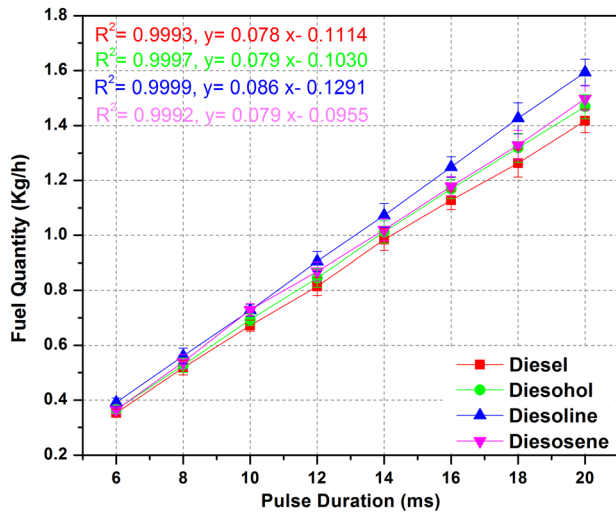 R²= 0.9993, y= 0.078 x- 0.1114
R²= 0.9997, y= 0.079 x- 0.1030
R²= 0.9999, y= 0.086 x- 0.1291
R²= 0.9992, y= 0.079 x- 0.0955
Fuel Quantity (Kg/h)
1.8
1.6
1.4
1.2
1.0
0.8
0.6
0.4
0.2
Diesel
Diesohol
Diesoline
Diesosene
6 8 10 12 14 16 18 20
Pulse Duration (ms)